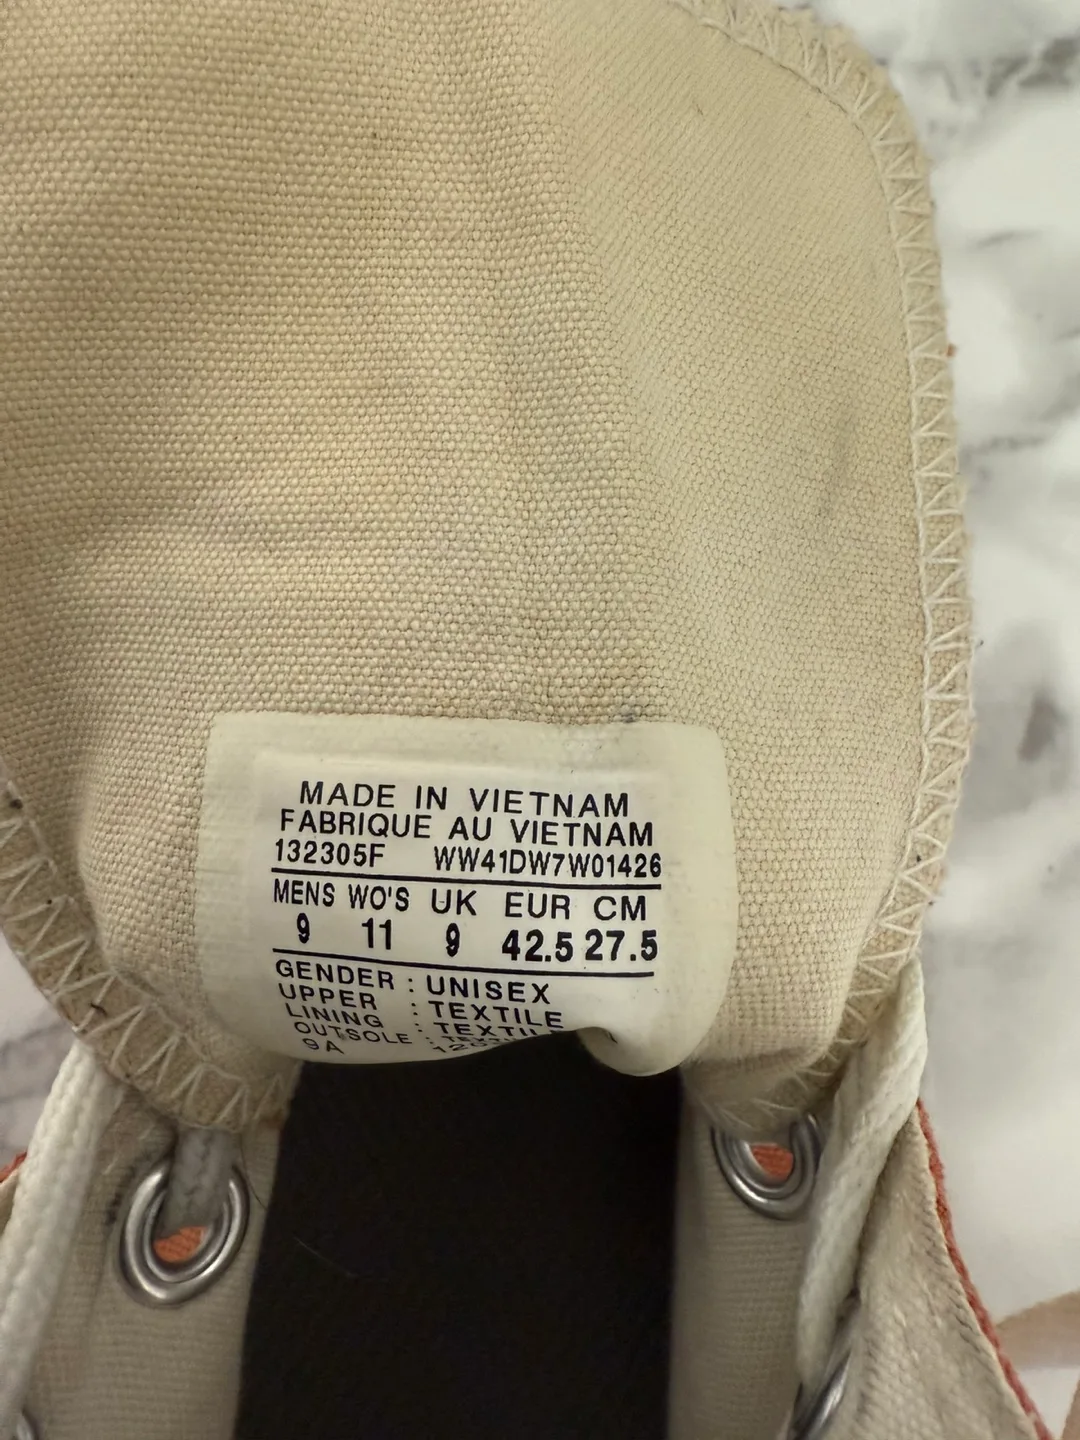 MADE IN VIETNAM
FABRIQUE AU VIETNAM
132305F WW41DW7W01426
MENS WO'S UK EUR CM
9 11 9 42.5 27.5
GENDER : UNISEX
UPPER : TEXTILE
LINING : TEXTILE
OUTSOLE :
9A